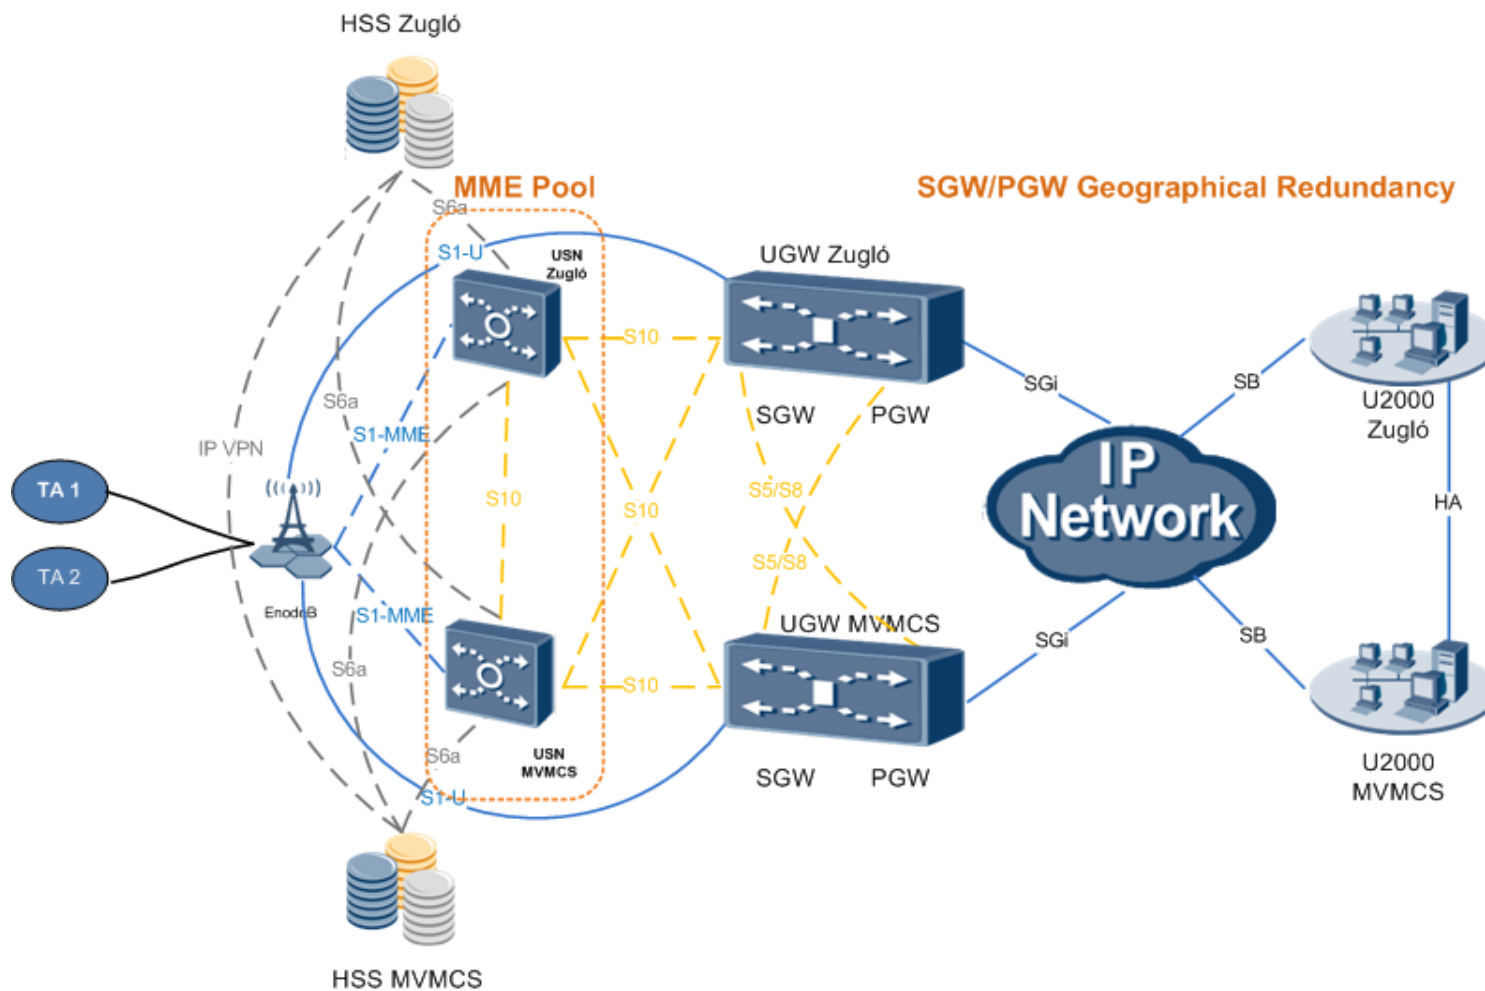 HSS Zugló
MME Pool
SGW/PGW Geographical Redundancy
S6a
S1-U
USN
Zugló
UGW Zugló
S10
SGi
SB
U2000
Zugló
S6a
SGW
PGW
S1-MME
IP VPN
IP
Network
TA 1
S10
S10
S5/S8
HA
TA 2
S5/S8
EnodeB
S1-MME
UGW MVMCS
SGi
SB
S6a
S10
S6a
USN
MVMCS
SGW
PGW
U2000
MVMCS
S1-U
HSS MVMCS